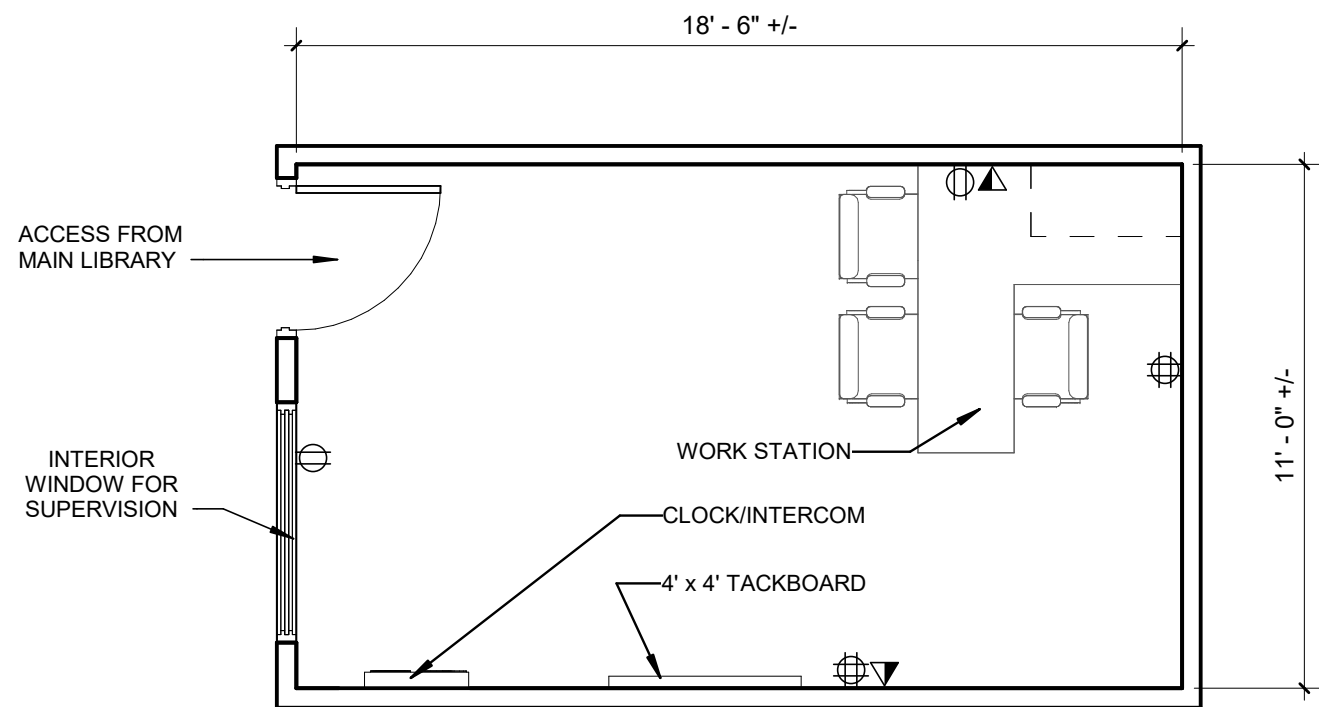 18' - 6" +/-
ACCESS FROM
MAIN LIBRARY
11' - 0" +/-
WORK STATION
INTERIOR
WINDOW FOR
SUPERVISION
CLOCK/INTERCOM
4' x 4' TACKBOARD